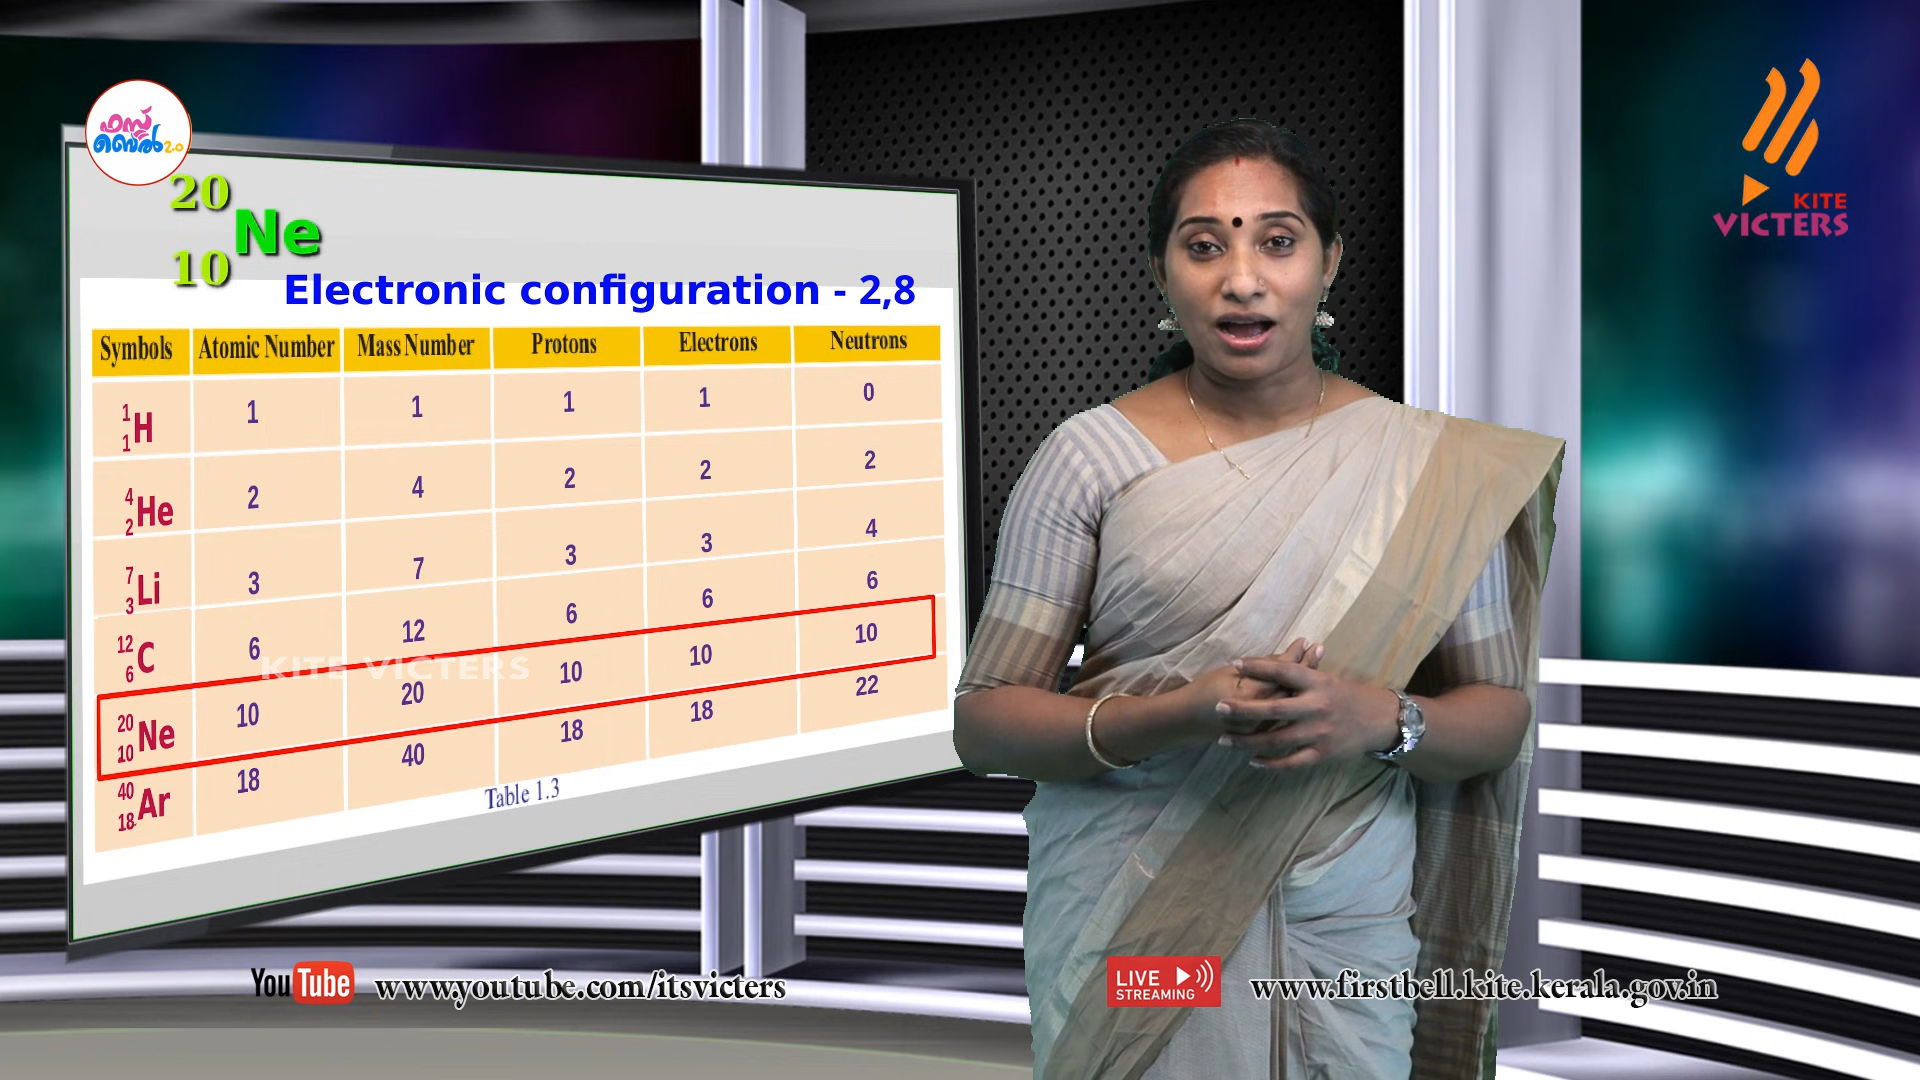 ഫസ്റ്റ്
ബെൽ 2.0
KITE
VICTERS
20
Ne
10
Electronic configuration - 2,8
Symbols Atomic Number Mass Number Protons Electrons Neutrons
1 1 H 1 1 1 1 0
4 2 He 2 4 2 2 2
7 3 Li 3 7 3 3 4
12 6 C 6 12 6 6 6
20 10 Ne 10 20 10 10 10
40 18 Ar 18 40 18 18 22
KITE VICTERS
Table 1.3
YouTube www.youtube.com/itsvicters
LIVE STREAMING www.firstbell.kite.kerala.gov.in